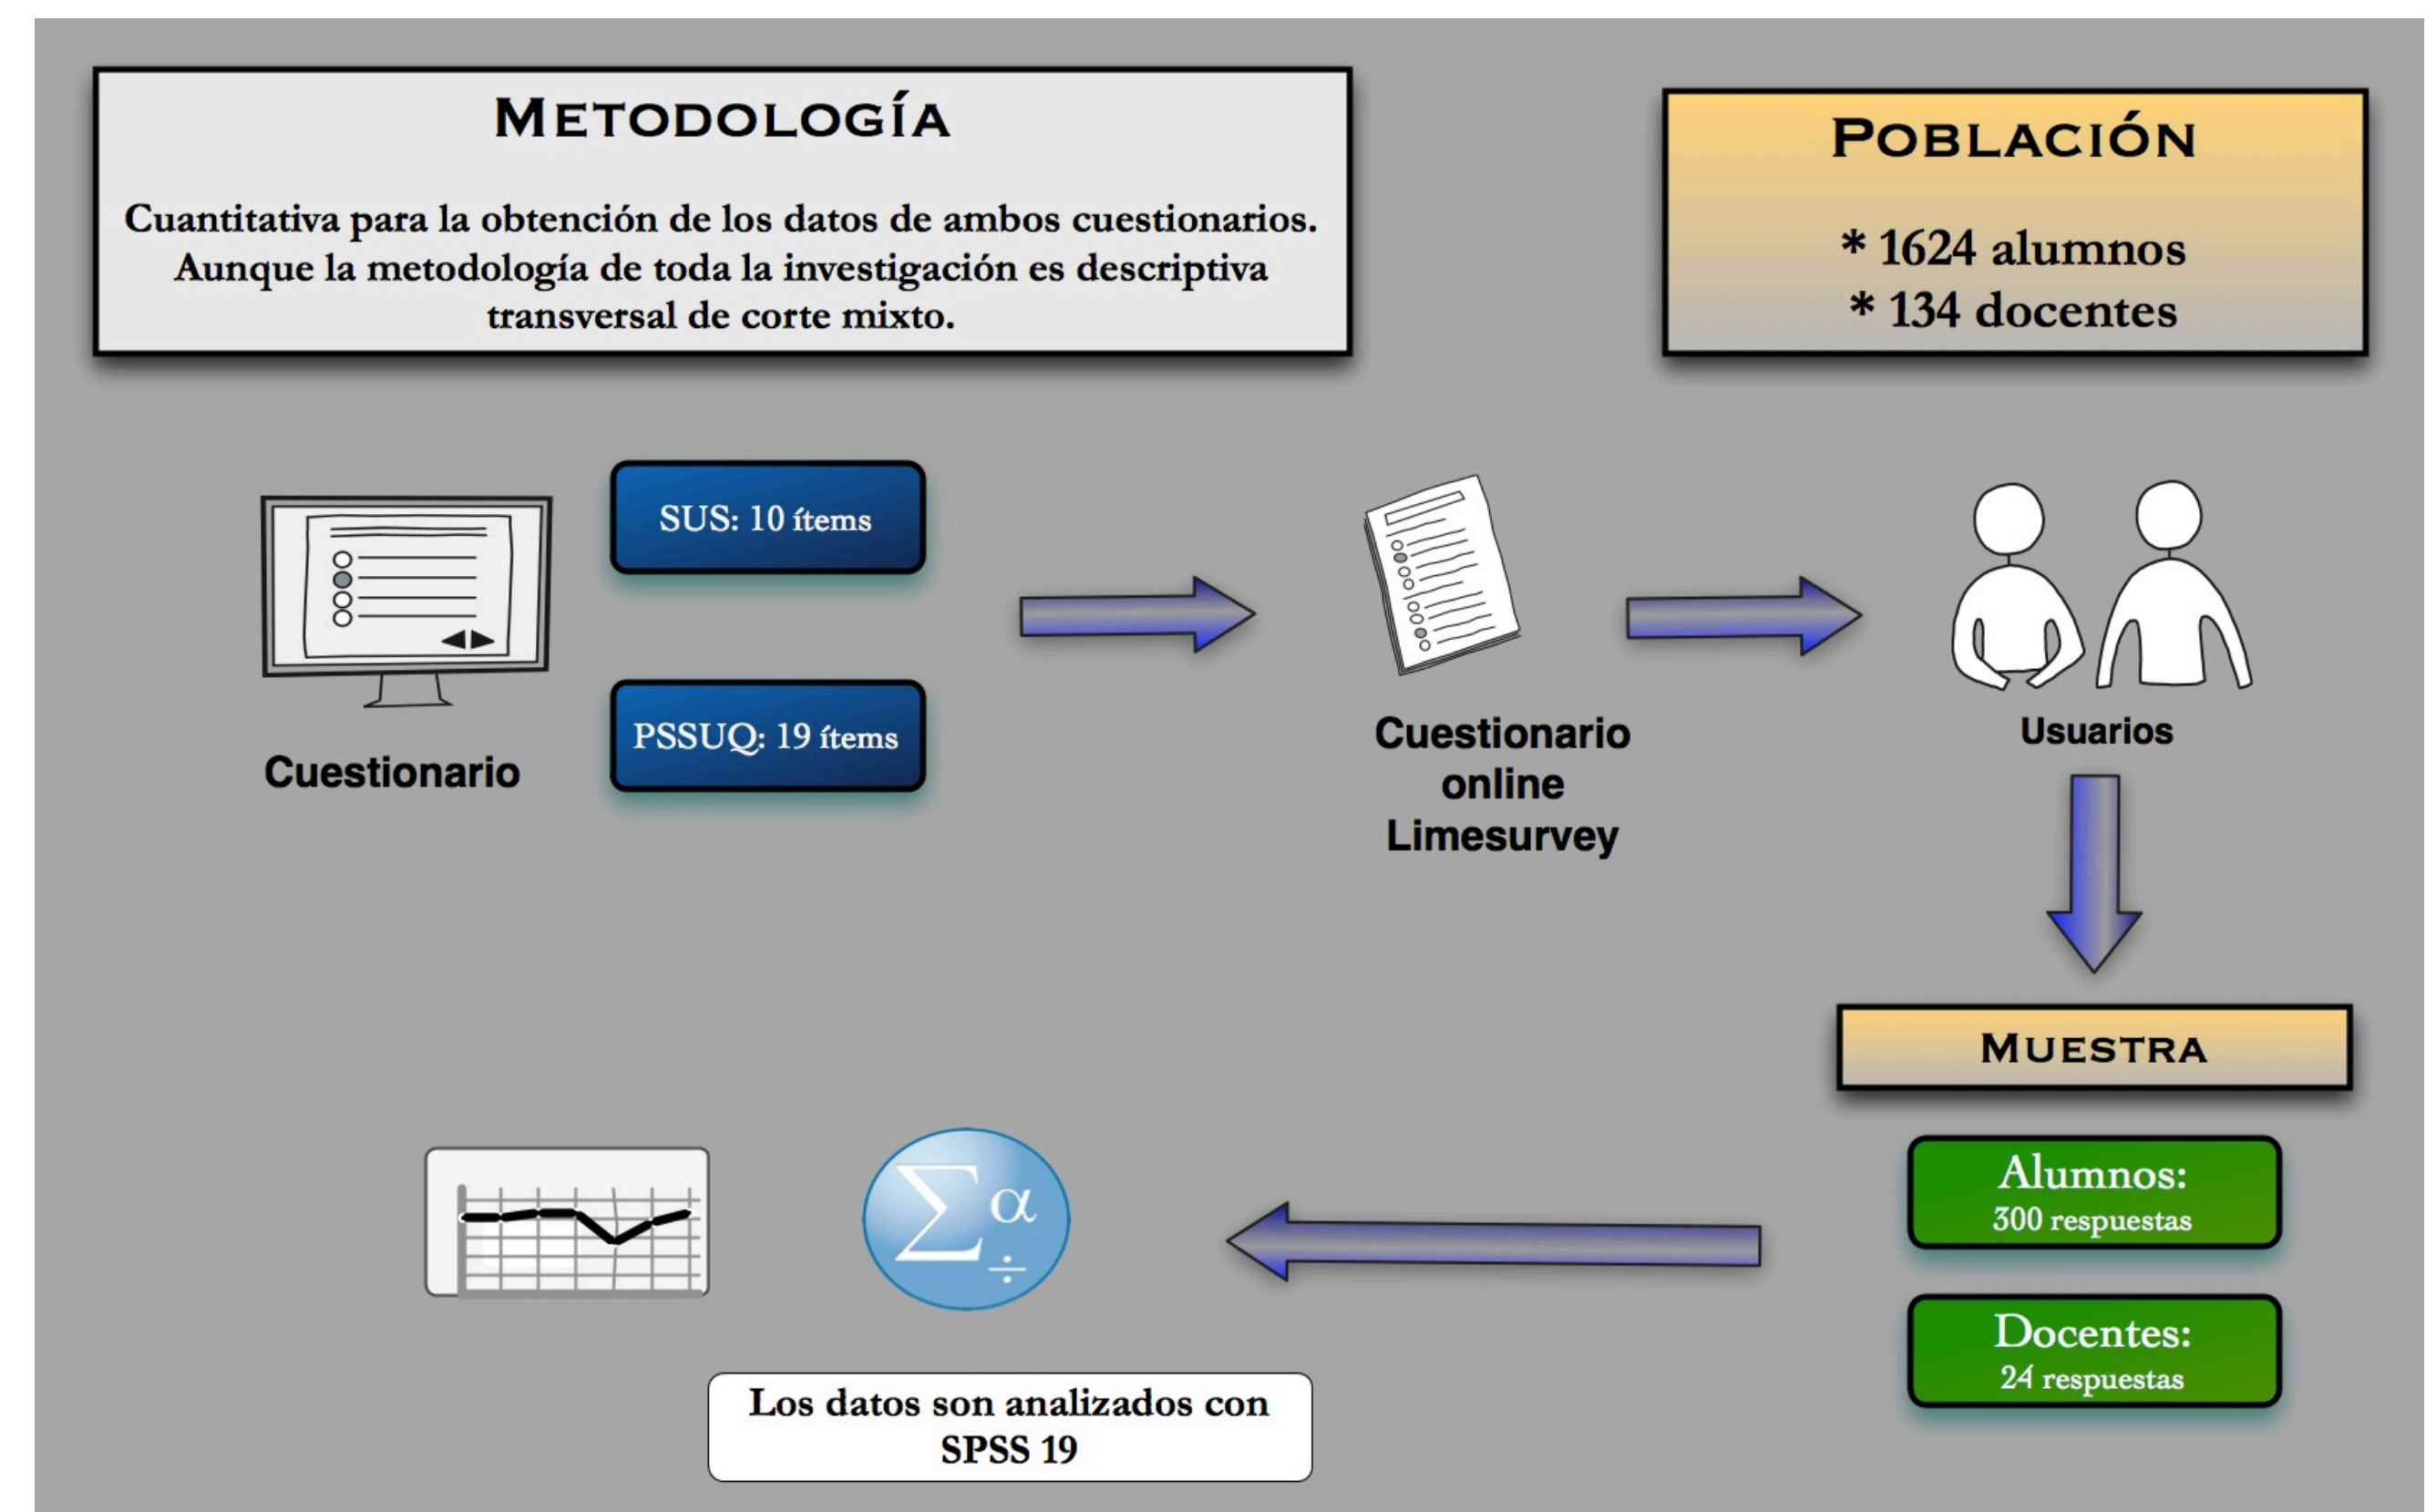 METODOLOGÍA
Cuantitativa para la obtención de los datos de ambos cuestionarios.
Aunque la metodología de toda la investigación es descriptiva
transversal de corte mixto.
POBLACIÓN
* 1624 alumnos
* 134 docentes
SUS: 10 ítems
PSSUQ: 19 ítems
Cuestionario
Cuestionario
online
Limesurvey
Usuarios
MUESTRA
Alumnos:
300 respuestas
Docentes:
24 respuestas
Σ α
÷
Los datos son analizados con
SPSS 19